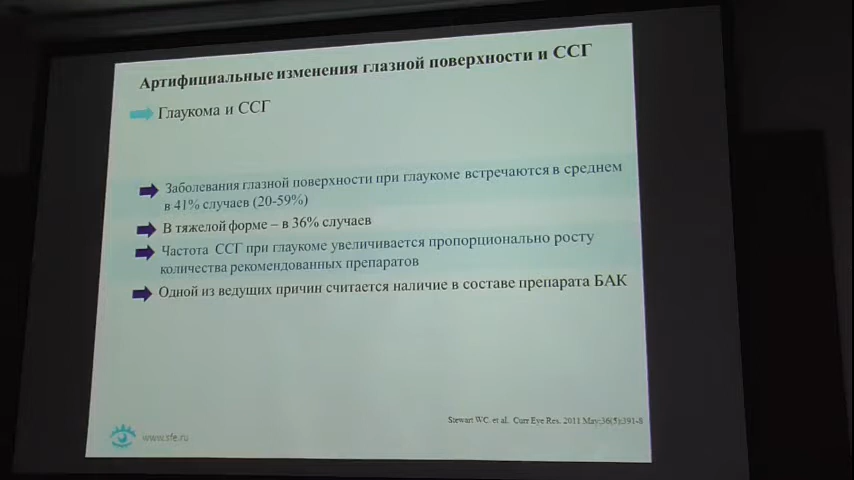 Артифициальные изменения глазной поверхности и ССГ
Глаукома и ССГ
Заболевания глазной поверхности при глаукоме встречаются в среднем
в 41% случаев (20-59%)
В тяжелой форме – в 36% случаев
Частота ССГ при глаукоме увеличивается пропорционально росту
количества рекомендованных препаратов
Одной из ведущих причин считается наличие в составе препарата БАК
Stewart WC. et al. Curr Eye Res. 2011 May;36(5):391-8
www.sfe.ru